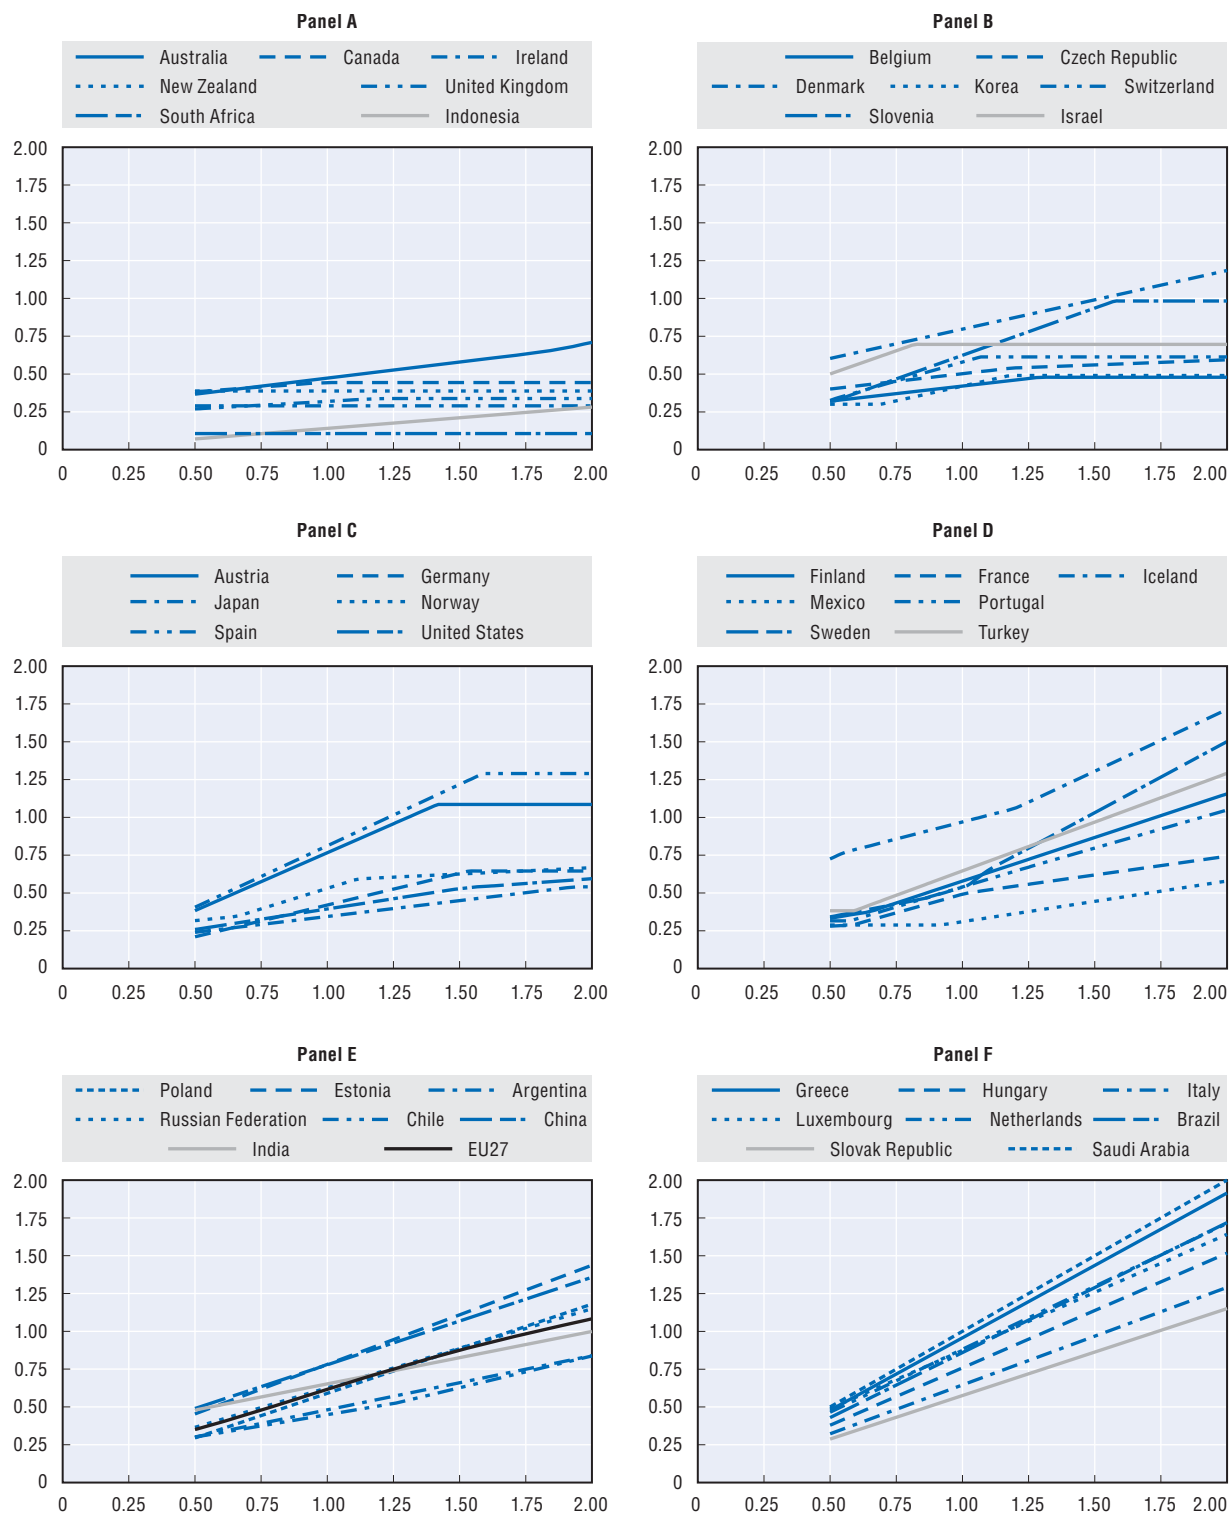 Panel A
Australia Canada Ireland
New Zealand United Kingdom
South Africa Indonesia
2.00
1.75
1.50
1.25
1.00
0.75
0.50
0.25
0
0 0.25 0.50 0.75 1.00 1.25 1.50 1.75 2.00
Panel B
Belgium Czech Republic
Denmark Korea Switzerland
Slovenia Israel
2.00
1.75
1.50
1.25
1.00
0.75
0.50
0.25
0
0 0.25 0.50 0.75 1.00 1.25 1.50 1.75 2.00
Panel C
Austria Germany
Japan Norway
Spain United States
2.00
1.75
1.50
1.25
1.00
0.75
0.50
0.25
0
0 0.25 0.50 0.75 1.00 1.25 1.50 1.75 2.00
Panel D
Finland France Iceland
Mexico Portugal
Sweden Turkey
2.00
1.75
1.50
1.25
1.00
0.75
0.50
0.25
0
0 0.25 0.50 0.75 1.00 1.25 1.50 1.75 2.00
Panel E
Poland Estonia Argentina
Russian Federation Chile China
India EU27
2.00
1.75
1.50
1.25
1.00
0.75
0.50
0.25
0
0 0.25 0.50 0.75 1.00 1.25 1.50 1.75 2.00
Panel F
Greece Hungary Italy
Luxembourg Netherlands Brazil
Slovak Republic Saudi Arabia
2.00
1.75
1.50
1.25
1.00
0.75
0.50
0.25
0
0 0.25 0.50 0.75 1.00 1.25 1.50 1.75 2.00